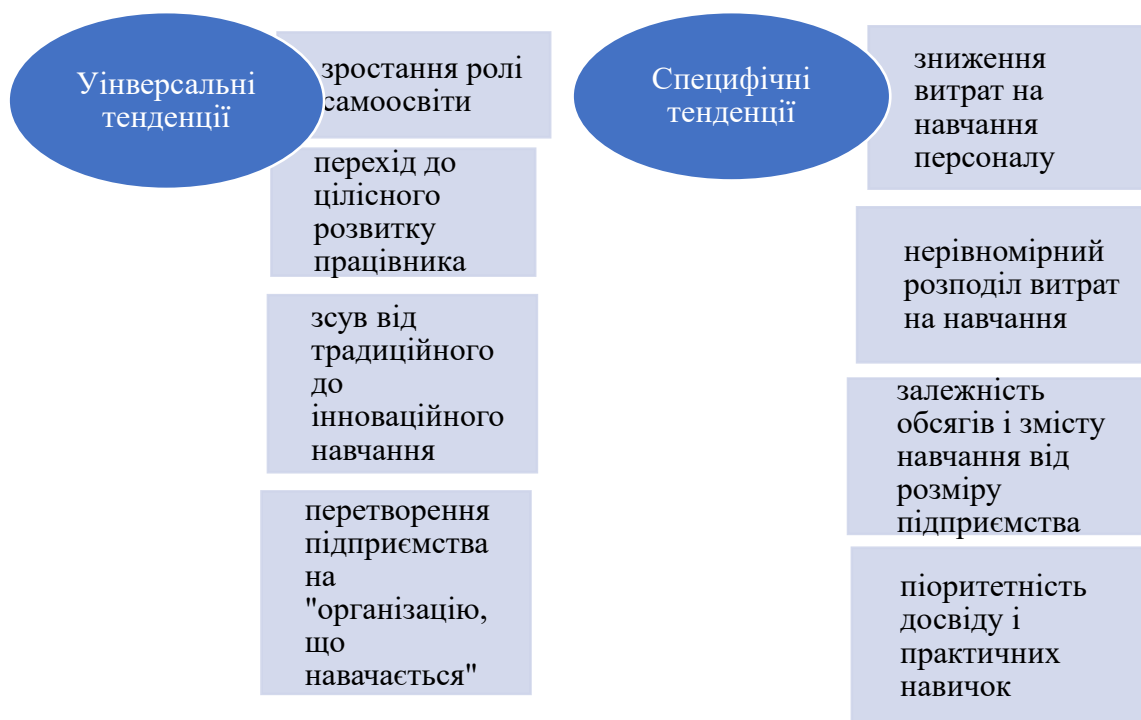 Уінверсальні
тенденції
зростання ролі
самоосвіти
перехід до
цілісного
розвитку
працівника
зсув від
традиційного
до
інноваційного
навчання
перетворення
підприємства
на
"організацію,
що
навачається"
Специфічні
тенденції
зниження
витрат на
навчання
персоналу
нерівномірний
розподіл витрат
на навчання
залежність
обсягів і змісту
навчання від
розміру
підприємства
піоритетність
досвіду і
практичних
навичок